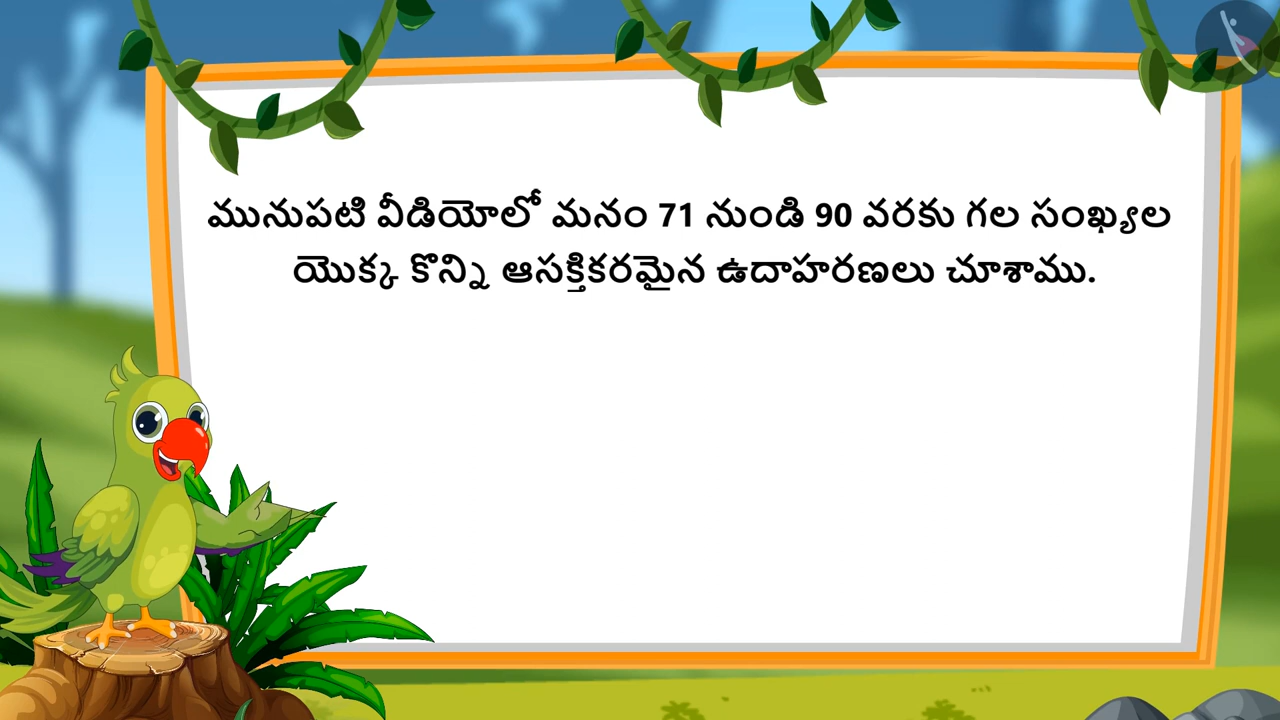 మునుపటి వీడియోలో మనం 71 నుండి 90 వరకు గల సంఖ్యల
యొక్క కొన్ని ఆసక్తికరమైన ఉదాహరణలు చూశాము.